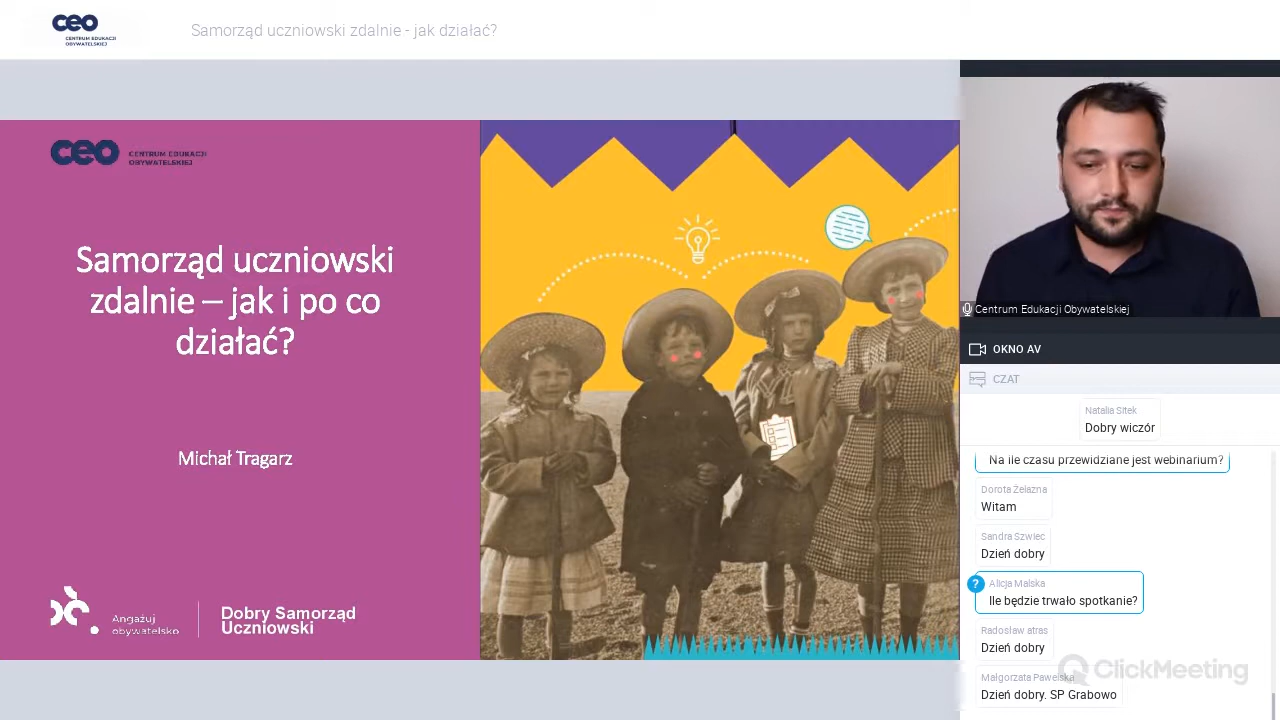 ceo
CENTRUM EDUKACJI
OBYWATELSKIEJ
Samorząd uczniowski zdalnie - jak działać?
ceo
CENTRUM EDUKACJI
OBYWATELSKIEJ
Samorząd uczniowski
zdalnie – jak i po co
działać?
Michał Tragarz
Angażuj
obywatelsko
Dobry Samorząd
Uczniowski
Centrum Edukacji Obywatelskiej
OKNO AV
CZAT
Natalia Sitek
Dobry wiczór
Na ile czasu przewidziane jest webinarium?
Dorota Żelazna
Witam
Sandra Szwiec
Dzień dobry
?
Alicja Malska
Ile będzie trwało spotkanie?
Radosław atras
Dzień dobry
Małgorzata Pawelska
Dzień dobry. SP Grabowo
ClickMeeting